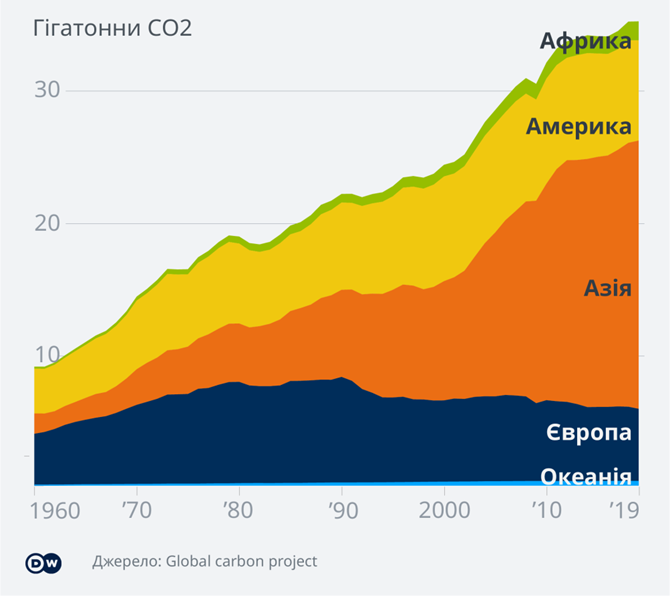 Гігатонни CO2
Африка
30
Америка
20
Азія
10
Європа
Океанія
1960 ’70 ’80 ’90 2000 ’10 ’19
DW Джерело: Global carbon project